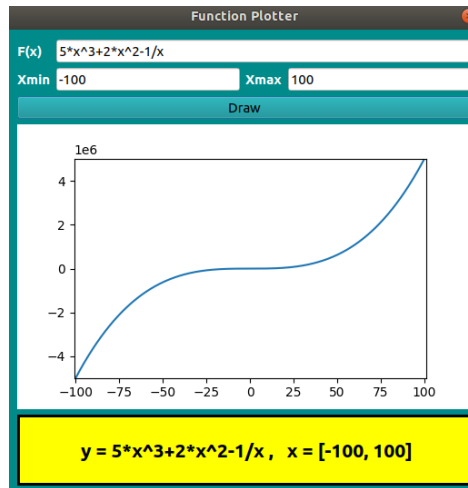 Function Plotter
F(x) 5*x^3+2*x^2-1/x
Xmin -100 Xmax 100
Draw
1e6
4
2
0
−2
−4
−100 −75 −50 −25 0 25 50 75 100
y = 5*x^3+2*x^2-1/x , x = [-100, 100]